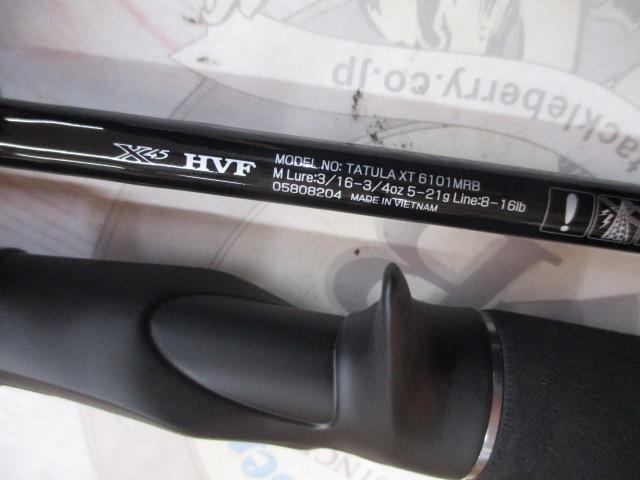 ackleberry.co.jp
X45 HVF
MODEL NO: TATULA XT 6101MRB
M Lure:3/16-3/4oz 5-21g Line:8-16lb
05808204 MADE IN VIETNAM